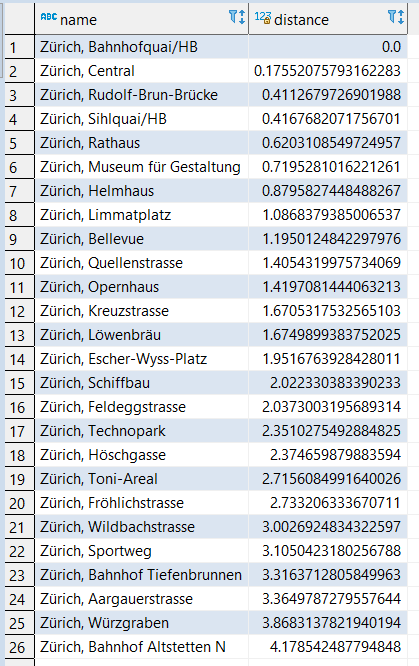 ABC name 123 distance
1 Zürich, Bahnhofquai/HB 0.0
2 Zürich, Central 0.17552075793162283
3 Zürich, Rudolf-Brun-Brücke 0.4112679726901988
4 Zürich, Sihlquai/HB 0.4167682071756701
5 Zürich, Rathaus 0.6203108549724957
6 Zürich, Museum für Gestaltung 0.7195281016221261
7 Zürich, Helmhaus 0.8795827448488267
8 Zürich, Limmatplatz 1.0868379385006537
9 Zürich, Bellevue 1.1950124842297976
10 Zürich, Quellenstrasse 1.4054319975734069
11 Zürich, Opernhaus 1.4197081444063213
12 Zürich, Kreuzstrasse 1.6705317532565103
13 Zürich, Löwenbräu 1.6749899383752025
14 Zürich, Escher-Wyss-Platz 1.9516763928428011
15 Zürich, Schiffbau 2.022330383390233
16 Zürich, Feldeggstrasse 2.0373003195689314
17 Zürich, Technopark 2.3510275492884825
18 Zürich, Höschgasse 2.374659879883594
19 Zürich, Toni-Areal 2.7156084991640026
20 Zürich, Fröhlichstrasse 2.733206333670711
21 Zürich, Wildbachstrasse 3.0026924834322597
22 Zürich, Sportweg 3.1050423180256788
23 Zürich, Bahnhof Tiefenbrunnen 3.3163712805849963
24 Zürich, Aargauerstrasse 3.3649787279557644
25 Zürich, Würzgraben 3.8683137821940194
26 Zürich, Bahnhof Altstetten N 4.178542487794848